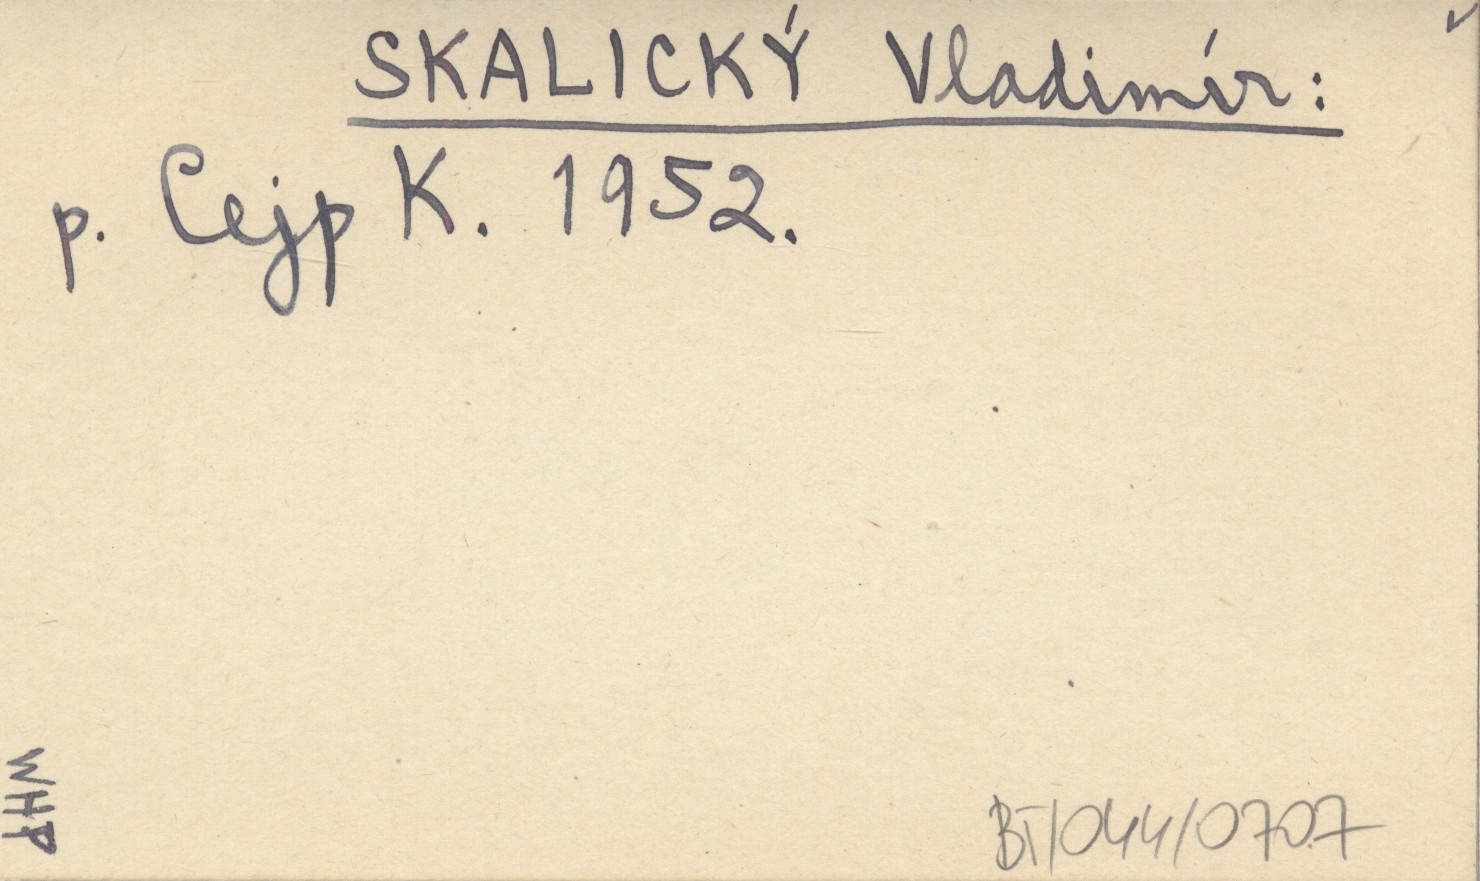 SKALICKÝ Vladimír:
p. Cejp K. 1952.
WHP
BT/044/0707